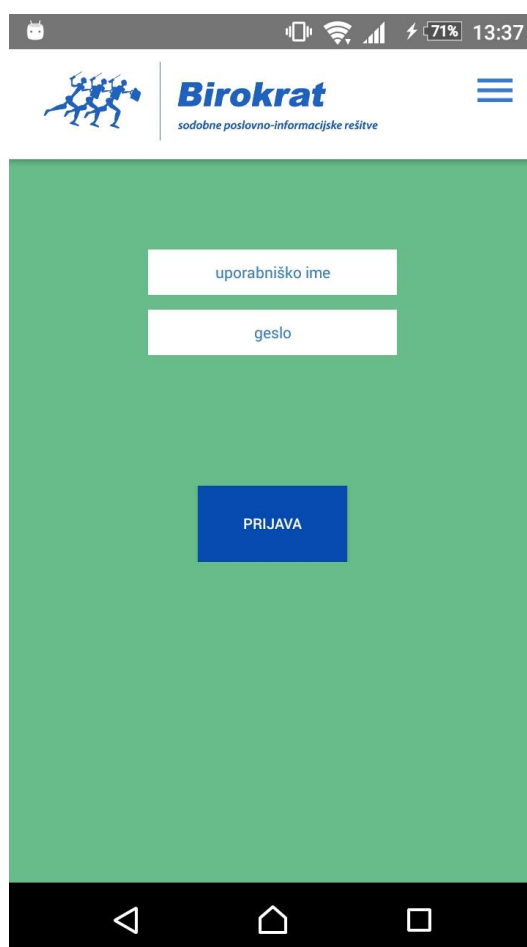 71% 13:37
Birokrat
sodobne poslovno-informacijske rešitve
uporabniško ime
geslo
PRIJAVA